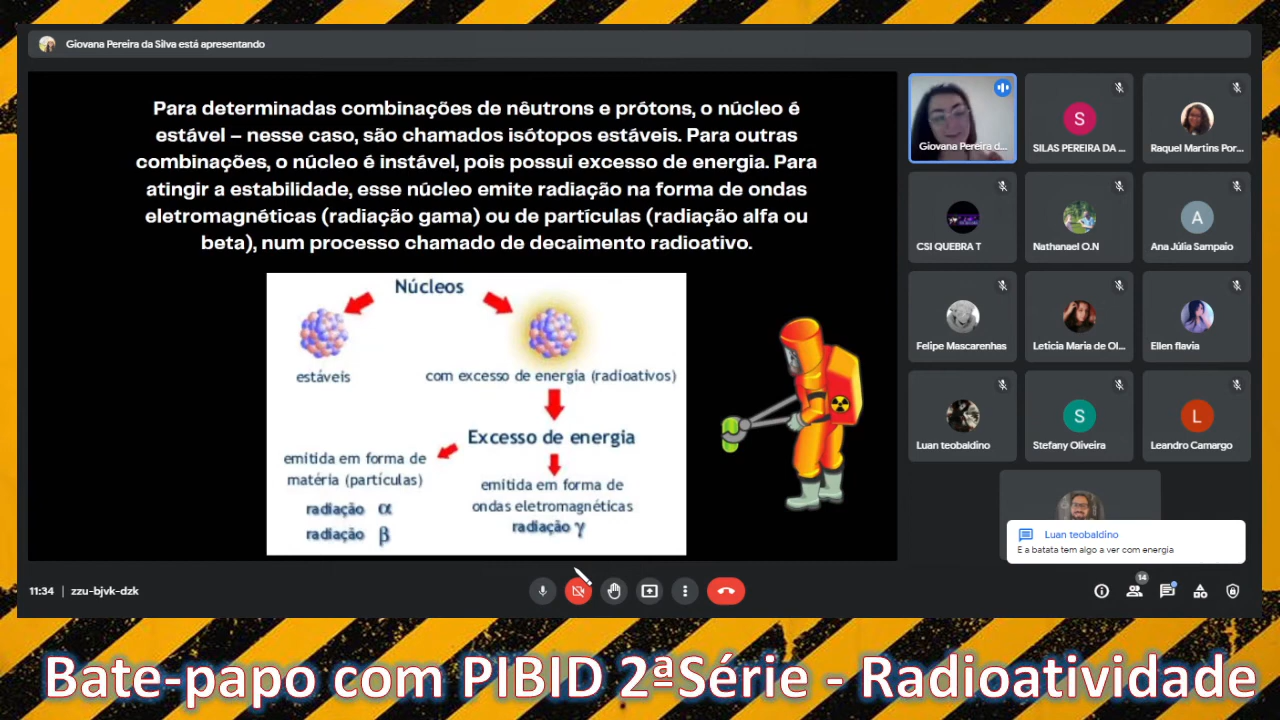 Giovana Pereira da Silva está apresentando
Para determinadas combinações de nêutrons e prótons, o núcleo é
estável – nesse caso, são chamados isótopos estáveis. Para outras
combinações, o núcleo é instável, pois possui excesso de energia. Para
atingir a estabilidade, esse núcleo emite radiação na forma de ondas
eletromagnéticas (radiação gama) ou de partículas (radiação alfa ou
beta), num processo chamado de decaimento radioativo.
Núcleos
estáveis
com excesso de energia (radioativos)
Excesso de energia
emitida em forma de
matéria (partículas)
radiação α
radiação β
emitida em forma de
ondas eletromagnéticas
radiação γ
Giovana Pereira d...
S
SILAS PEREIRA DA ...
Raquel Martins Por...
CSI QUEBRA T
Nathanael O.N
A
Ana Júlia Sampaio
Felipe Mascarenhas
Leticia Maria de Ol...
Ellen flavia
Luan teobaldino
S
Stefany Oliveira
L
Leandro Camargo
Luan teobaldino
E a batata tem algo a ver com energia
11:34 | zzu-bjvk-dzk
14
Bate-papo com PIBID 2ªSérie - Radioatividade